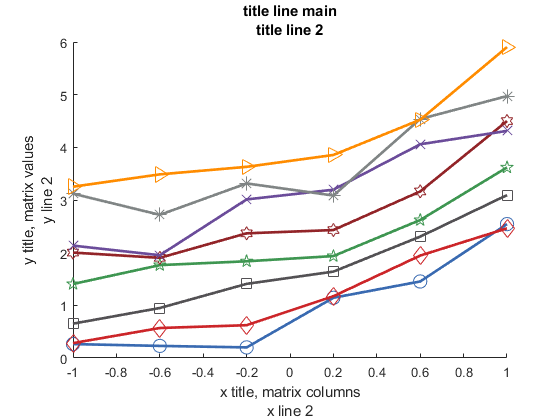 title line main
title line 2
6
5
4
3
2
1
0
y title, matrix values
y line 2
-1 -0.8 -0.6 -0.4 -0.2 0 0.2 0.4 0.6 0.8 1
x title, matrix columns
x line 2